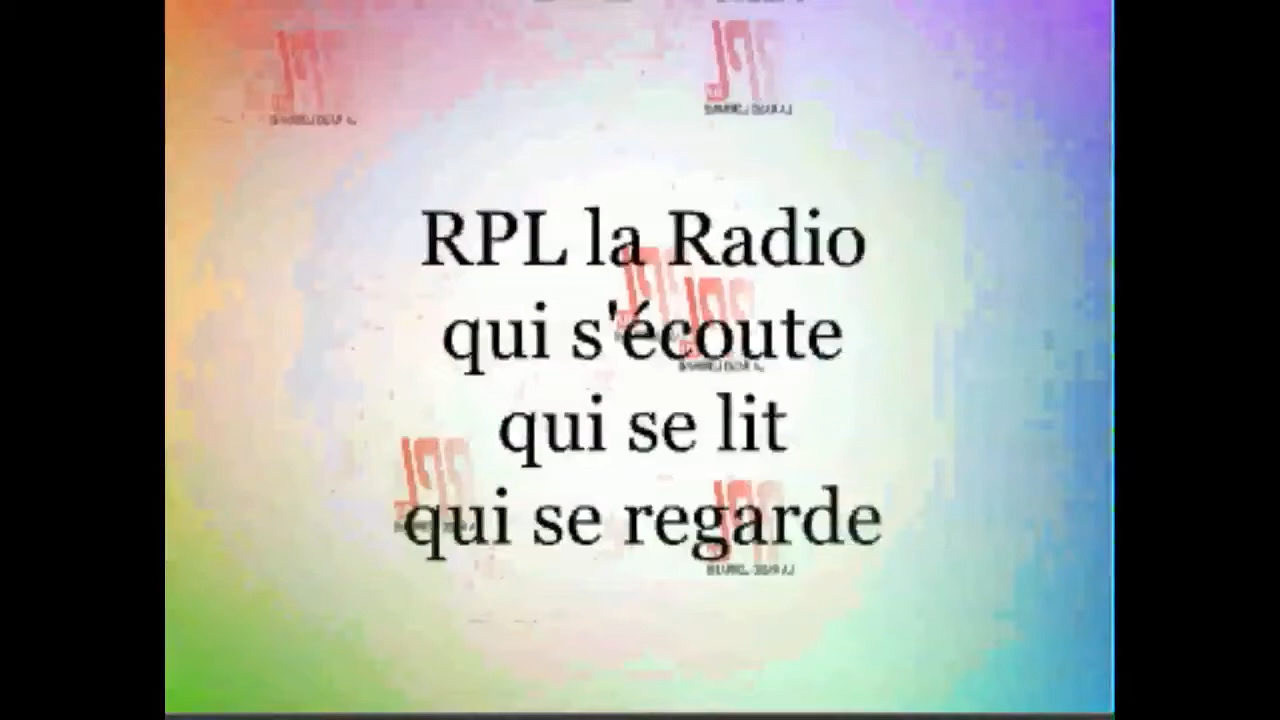 RPL la Radio
qui s'écoute
qui se lit
qui se regarde